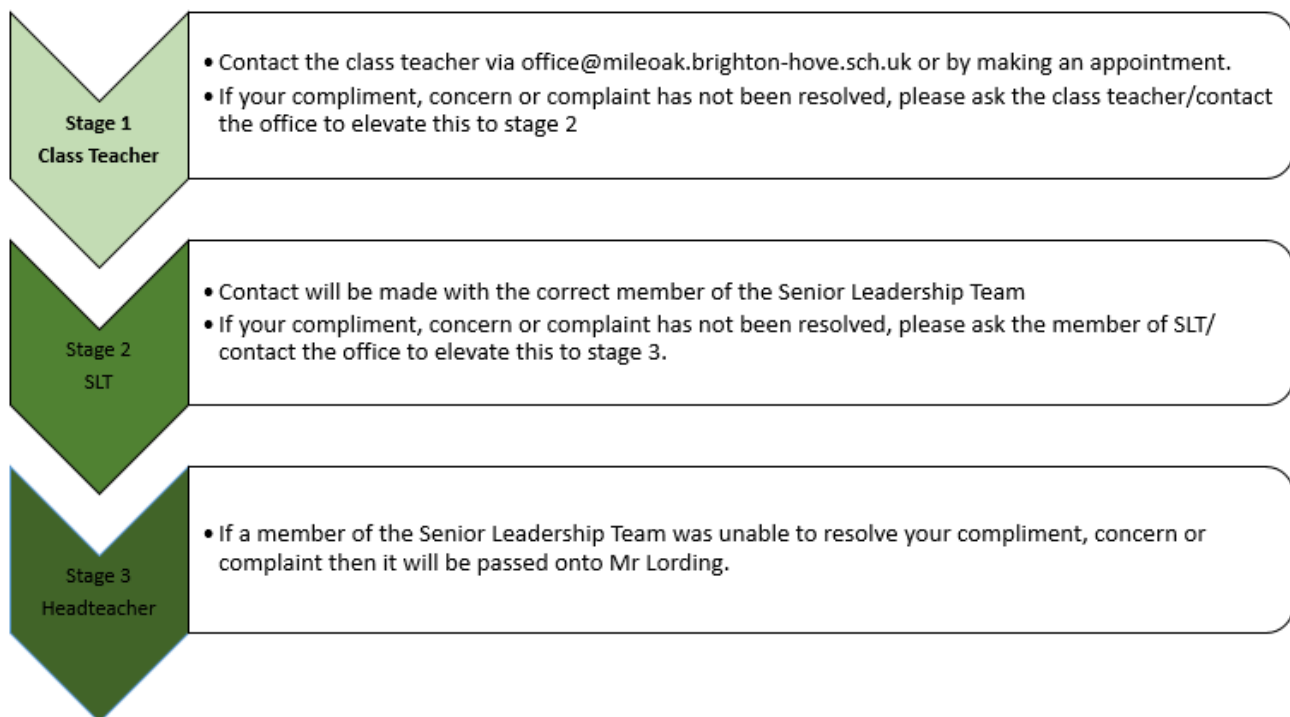 Stage 1
Class Teacher
• Contact the class teacher via office@mileoak.brighton-hove.sch.uk or by making an appointment.
• If your compliment, concern or complaint has not been resolved, please ask the class teacher/contact
the office to elevate this to stage 2
Stage 2
SLT
• Contact will be made with the correct member of the Senior Leadership Team
• If your compliment, concern or complaint has not been resolved, please ask the member of SLT/
contact the office to elevate this to stage 3.
Stage 3
Headteacher
• If a member of the Senior Leadership Team was unable to resolve your compliment, concern or
complaint then it will be passed onto Mr Lording.